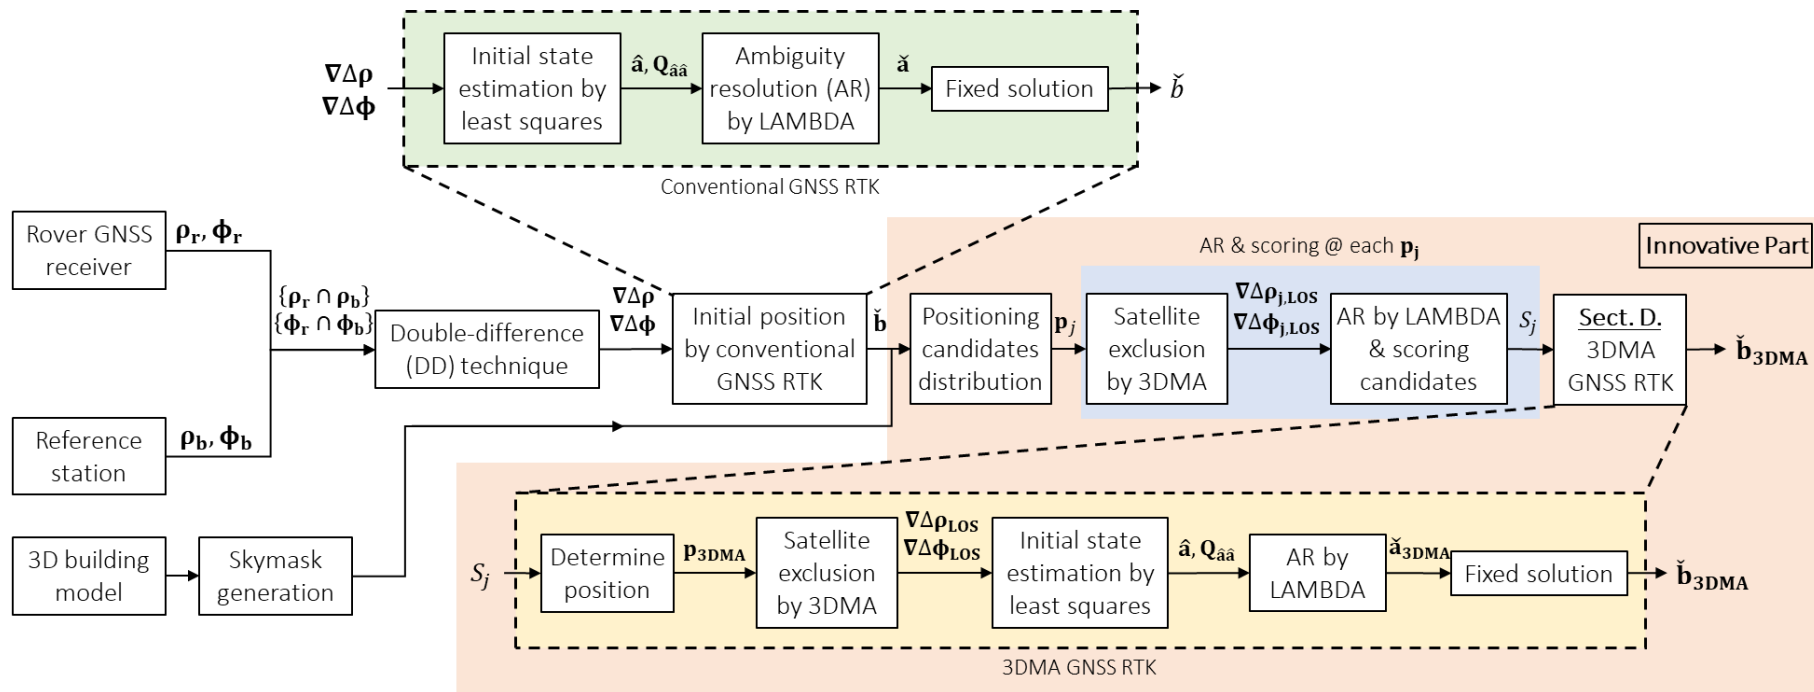 ∇Δρ
∇Δϕ
Initial state
estimation by
least squares
â, Qââ
Ambiguity
resolution (AR)
by LAMBDA
ǎ
Fixed solution
b̌
Conventional GNSS RTK
Rover GNSS
receiver
ρr, ϕr
{ρr ∩ ρb}
{ϕr ∩ ϕb}
Reference
station
ρb, ϕb
Double-difference
(DD) technique
∇Δρ
∇Δϕ
Initial position
by conventional
GNSS RTK
b̌
3D building
model
Skymask
generation
Innovative Part
AR & scoring @ each pj
Positioning
candidates
distribution
pj
Satellite
exclusion
by 3DMA
∇Δρj,LOS
∇Δϕj,LOS
AR by LAMBDA
& scoring
candidates
Sj
Sect. D.
3DMA
GNSS RTK
b̌3DMA
Sj
Determine
position
p3DMA
Satellite
exclusion
by 3DMA
∇ΔρLOS
∇ΔϕLOS
Initial state
estimation by
least squares
â, Qââ
AR by
LAMBDA
ǎ3DMA
Fixed solution
b̌3DMA
3DMA GNSS RTK